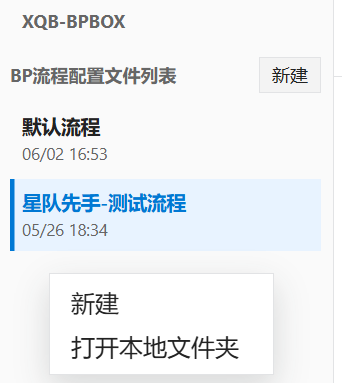 XQB-BPBOX
BP流程配置文件列表 新建
默认流程
06/02 16:53
星队先手-测试流程
05/26 18:34
新建
打开本地文件夹